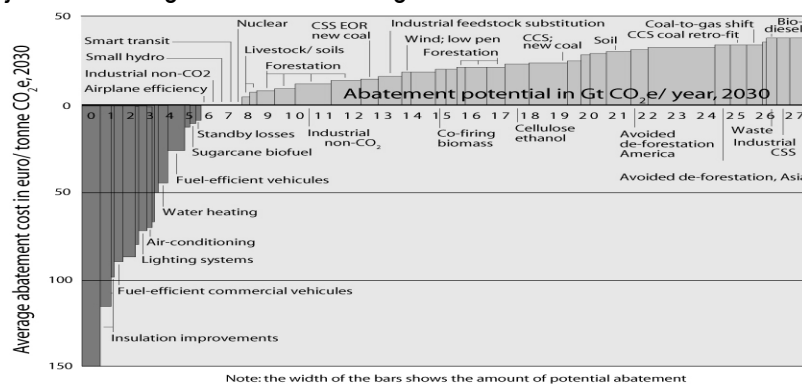 Nuclear
Smart transit
Small hydro
Industrial non-CO2
Airplane efficiency
Livestock/ soils
Forestation
CSS EOR
new coal
Industrial feedstock substitution
Wind; low pen
Forestation
CCS;
new coal
Soil
Coal-to-gas shift
CCS coal retro-fit
Bio-
diesel
50
0
50
100
150
Average abatement cost in euro/ tonne CO₂e, 2030
Abatement potential in Gt CO₂e/ year, 2030
0 1 2 3 4 5 6 7 8 9 10 11 12 13 14 15 16 17 18 19 20 21 22 23 24 25 26 27
Standby losses
Sugarcane biofuel
Fuel-efficient vehicles
Water heating
Air-conditioning
Lighting systems
Fuel-efficient commercial vehicles
Insulation improvements
Industrial
non-CO₂
Co-firing
biomass
Cellulose
ethanol
Avoided
de-forestation
America
Waste
Industrial
CSS
Avoided de-forestation, Asia
Note: the width of the bars shows the amount of potential abatement